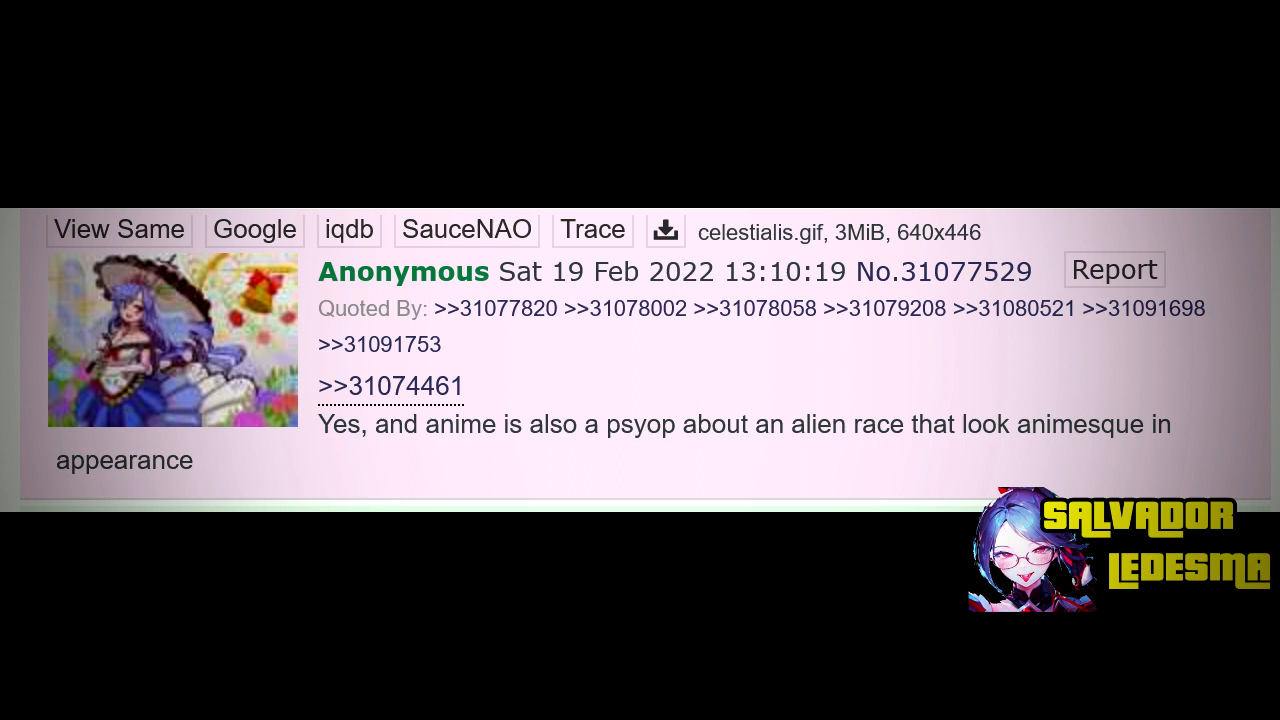 View Same Google iqdb SauceNAO Trace celestialis.gif, 3MiB, 640x446
Anonymous Sat 19 Feb 2022 13:10:19 No.31077529 Report
Quoted By: >>31077820 >>31078002 >>31078058 >>31079208 >>31080521 >>31091698
>>31091753
>>31074461
Yes, and anime is also a psyop about an alien race that look animesque in
appearance
SALVADOR
LEDESMA